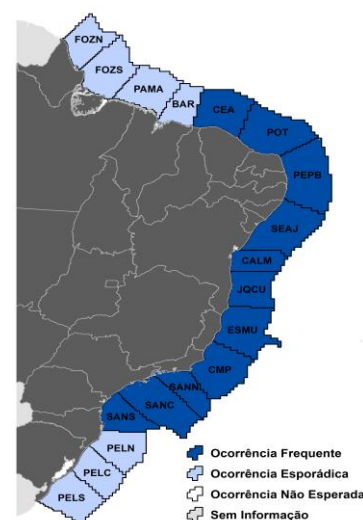 FOZN
FOZS
PAMA
BAR
CEA
POT
PEPB
SEAJ
CALM
JQCU
ESMU
CMP
SANN
SANC
SANS
PELN
PELC
PELS
Ocorrência Frequente
Ocorrência Esporádica
Ocorrência Não Esperada
Sem Informação